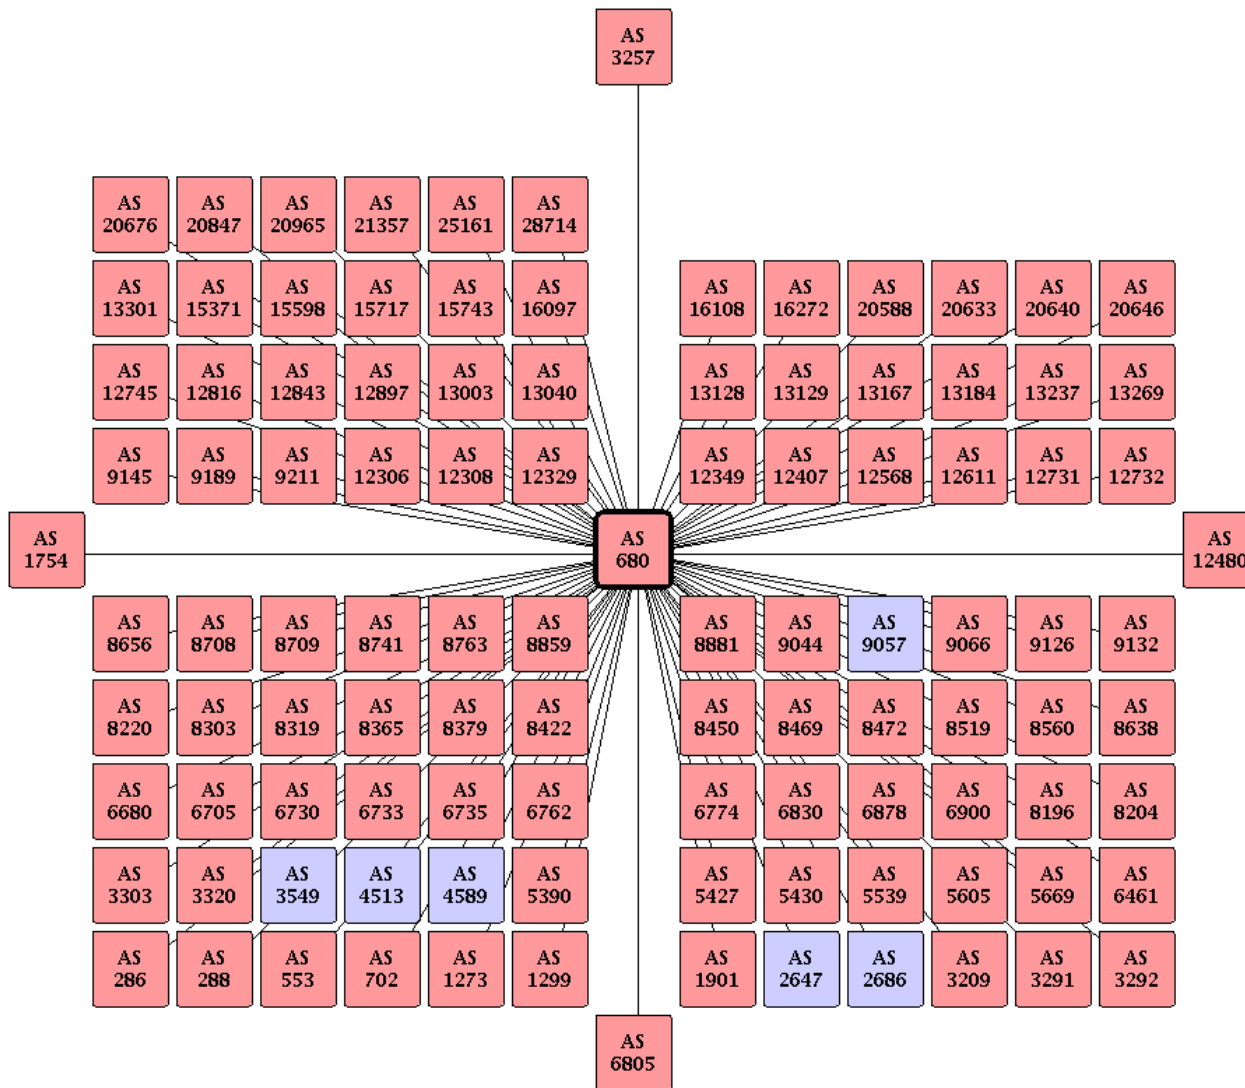 AS
3257
AS AS AS AS AS AS
20676 20847 20965 21357 25161 28714
AS AS AS AS AS AS AS AS AS AS AS AS
13301 15371 15598 15717 15743 16097 16108 16272 20588 20633 20640 20646
AS AS AS AS AS AS AS AS AS AS AS AS
12745 12816 12843 12897 13003 13040 13128 13129 13167 13184 13237 13269
AS AS AS AS AS AS AS AS AS AS AS AS
9145 9189 9211 12306 12308 12329 12349 12407 12568 12611 12731 12732
AS AS AS
1754 680 12480
AS AS AS AS AS AS AS AS AS AS AS AS
8656 8708 8709 8741 8763 8859 8881 9044 9057 9066 9126 9132
AS AS AS AS AS AS AS AS AS AS AS AS
8220 8303 8319 8365 8379 8422 8450 8469 8472 8519 8560 8638
AS AS AS AS AS AS AS AS AS AS AS AS
6680 6705 6730 6733 6735 6762 6774 6830 6878 6900 8196 8204
AS AS AS AS AS AS AS AS AS AS AS AS
3303 3320 3549 4513 4589 5390 5427 5430 5539 5605 5669 6461
AS AS AS AS AS AS AS AS AS AS AS AS
286 288 553 702 1273 1299 1901 2647 2686 3209 3291 3292
AS
6805